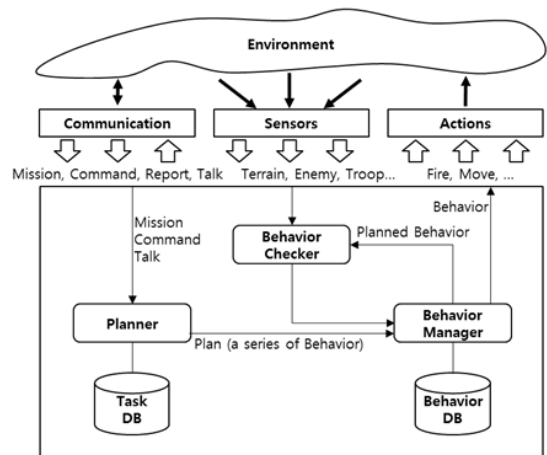 Environment
Communication
Sensors
Actions
Mission, Command, Report, Talk
Terrain, Enemy, Troop...
Fire, Move, ...
Behavior
Mission
Command
Talk
Behavior
Checker
Planned Behavior
Planner
Behavior
Manager
Plan (a series of Behavior)
Task
DB
Behavior
DB